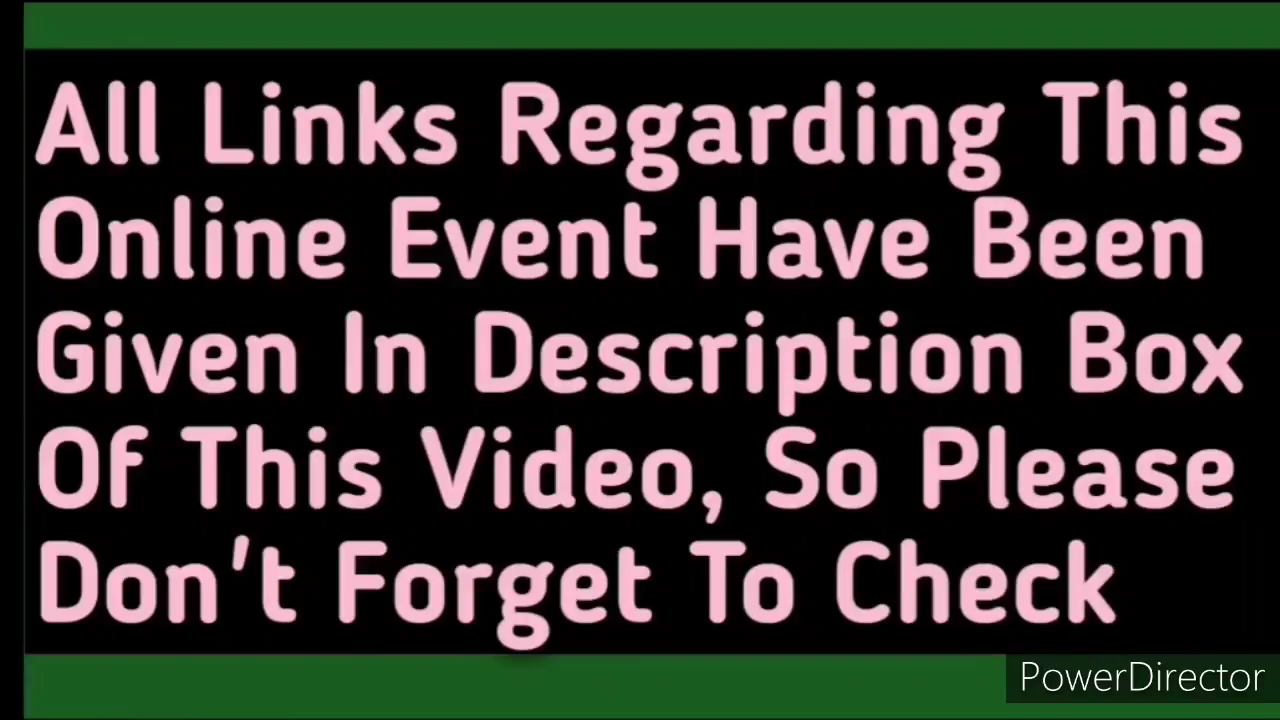 All Links Regarding This
Online Event Have Been
Given In Description Box
Of This Video, So Please
Don't Forget To Check
PowerDirector